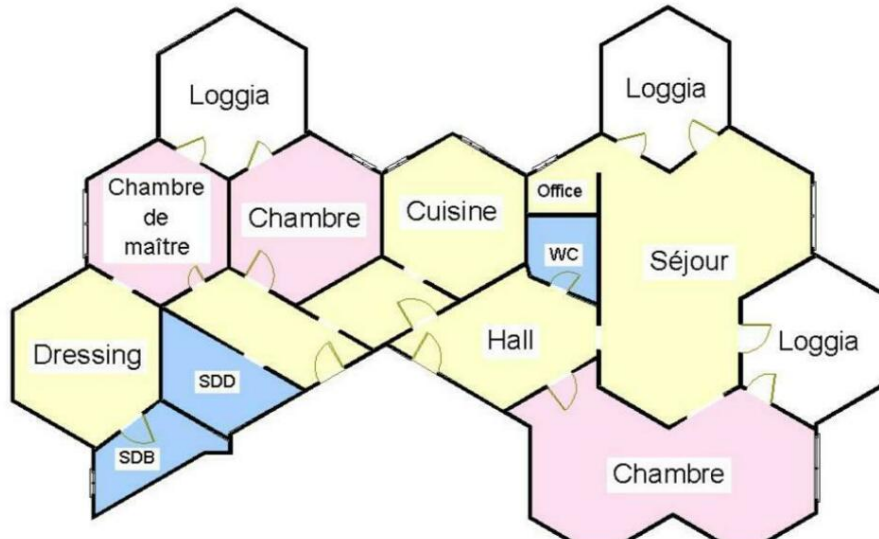 Loggia
Loggia
Chambre
de
maître
Chambre
Cuisine
Office
WC
Séjour
Dressing
SDD
Hall
Loggia
SDB
Chambre